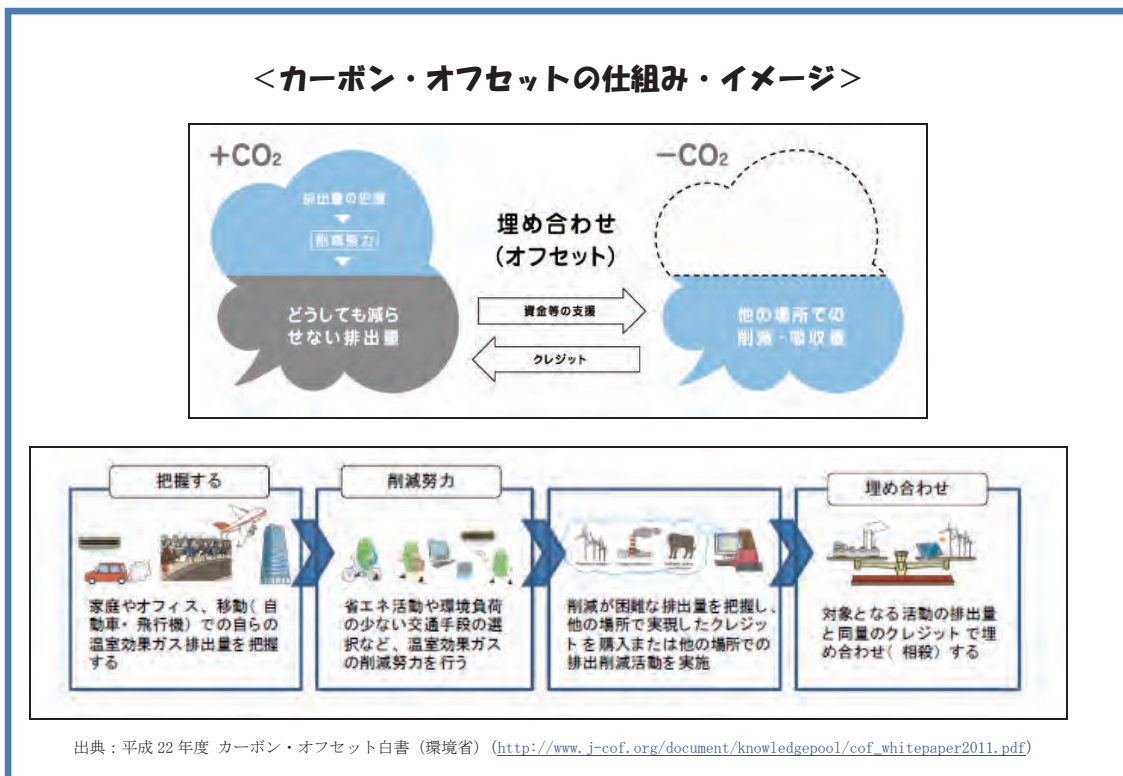 ＜カーボン・オフセットの仕組み・イメージ＞
＋CO₂
排出量の把握
削減努力
どうしても減ら
せない排出量
埋め合わせ
（オフセット）
資金等の支援
クレジット
－CO₂
他の場所での
削減・吸収量
把握する
家庭やオフィス、移動（自
動車・飛行機）での自らの
温室効果ガス排出量を把握
する
削減努力
省エネ活動や環境負荷
の少ない交通手段の選
択など、温室効果ガス
の削減努力を行う
削減が困難な排出量を把握し、
他の場所で実現したクレジッ
トを購入または他の場所での
排出削減活動を実施
埋め合わせ
対象となる活動の排出量
と同量のクレジットで埋
め合わせ（相殺）する
出典：平成 22 年度 カーボン・オフセット白書（環境省）（http://www.j-cof.org/document/knowledgepool/cof_whitepaper2011.pdf）